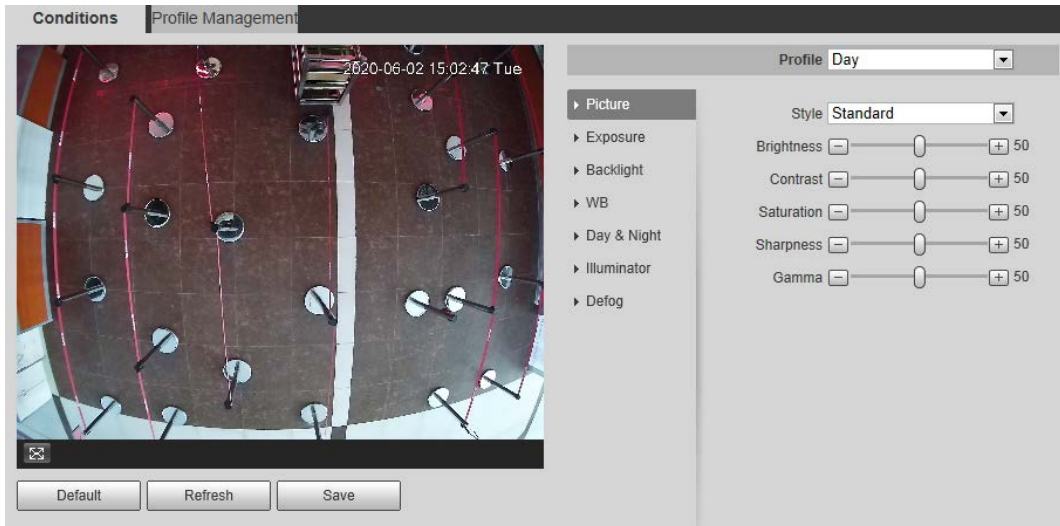 Conditions Profile Management
2020-06-02 15:02:47 Tue
Profile Day
Picture
Exposure
Backlight
WB
Day & Night
Illuminator
Defog
Style Standard
Brightness 50
Contrast 50
Saturation 50
Sharpness 50
Gamma 50
Default Refresh Save